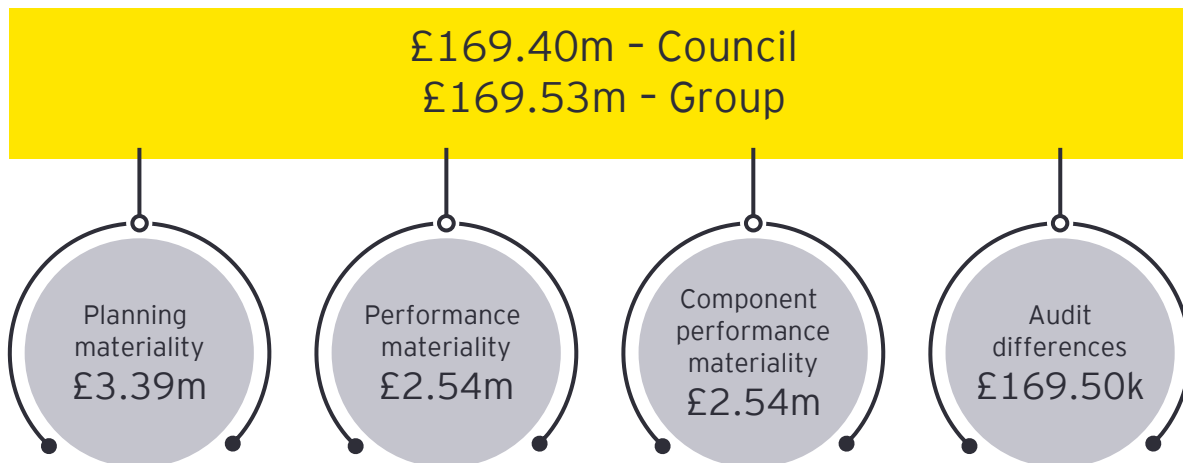 £169.40m – Council
£169.53m – Group
Planning
materiality
£3.39m
Performance
materiality
£2.54m
Component
performance
materiality
£2.54m
Audit
differences
£169.50k